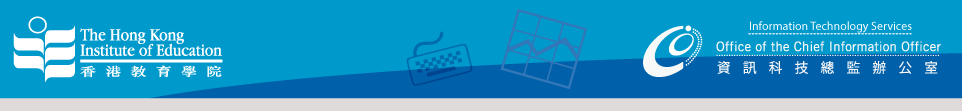 The Hong Kong
Institute of Education
香港教育學院
Information Technology Services
Office of the Chief Information Officer
資訊科技總監辦公室